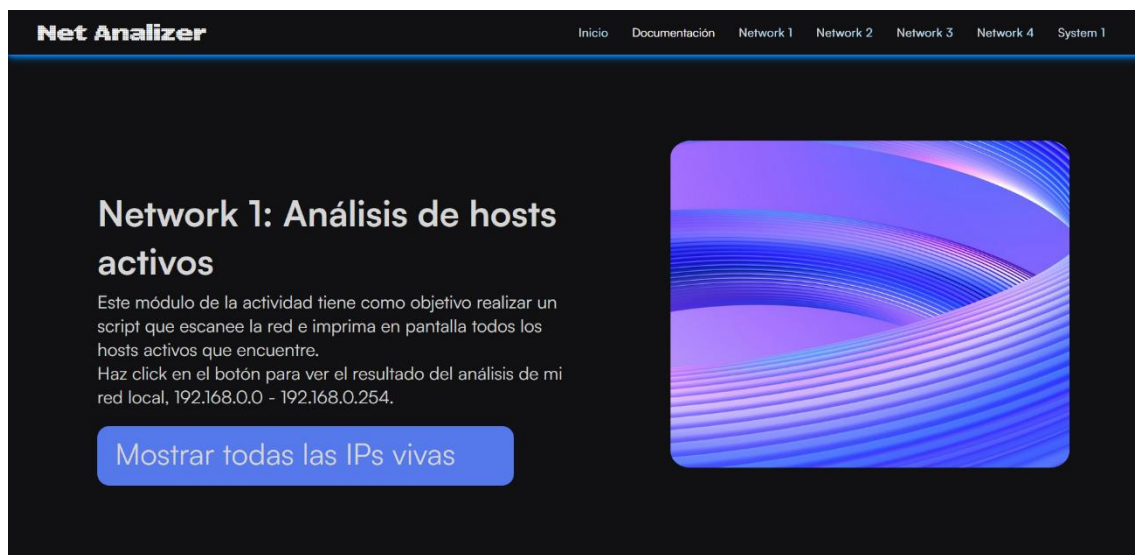 Net Analizer
Inicio Documentación Network 1 Network 2 Network 3 Network 4 System 1
Network 1: Análisis de hosts
activos
Este módulo de la actividad tiene como objetivo realizar un
script que escanee la red e imprima en pantalla todos los
hosts activos que encuentre.
Haz click en el botón para ver el resultado del análisis de mi
red local, 192.168.0.0 - 192.168.0.254.
Mostrar todas las IPs vivas